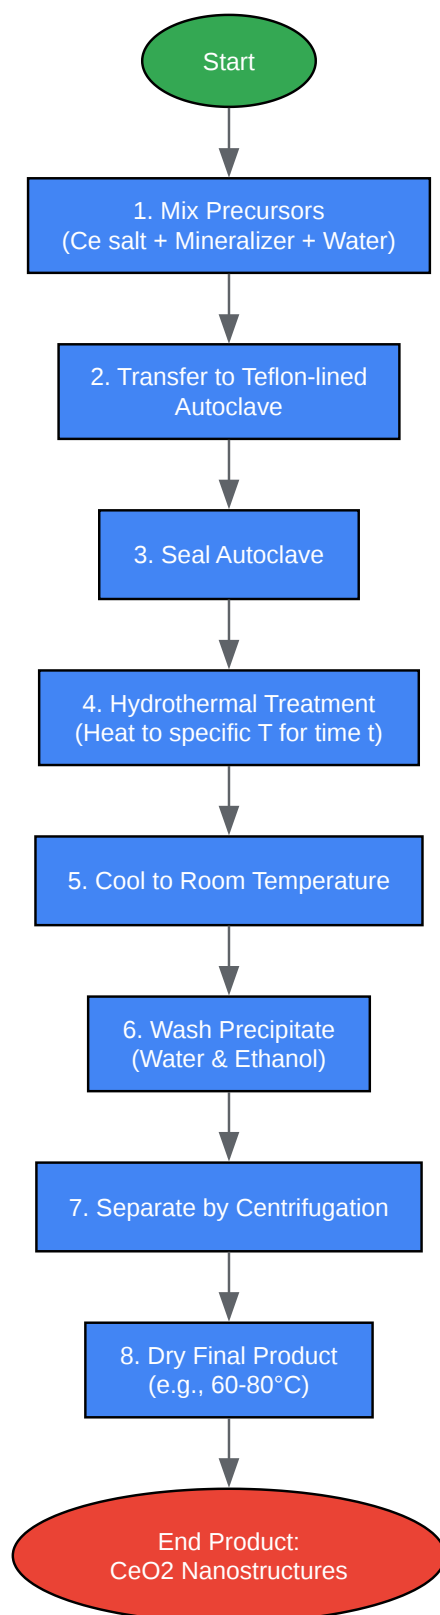 Start
1. Mix Precursors
(Ce salt + Mineralizer + Water)
2. Transfer to Teflon-lined
Autoclave
3. Seal Autoclave
4. Hydrothermal Treatment
(Heat to specific T for time t)
5. Cool to Room Temperature
6. Wash Precipitate
(Water & Ethanol)
7. Separate by Centrifugation
8. Dry Final Product
(e.g., 60-80°C)
End Product:
CeO2 Nanostructures